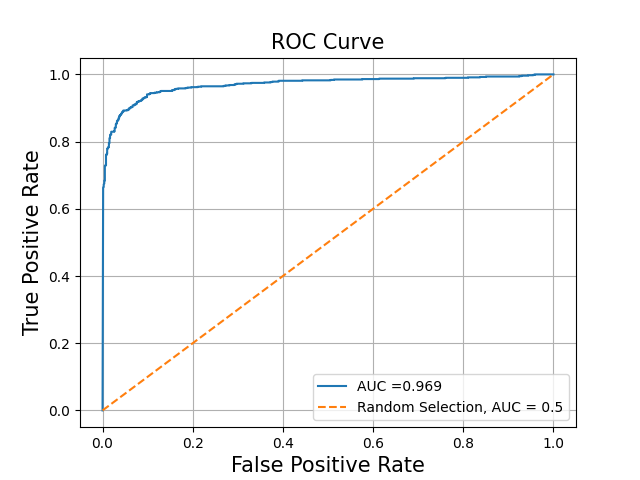 ROC Curve
True Positive Rate
1.0
0.8
0.6
0.4
0.2
0.0
AUC =0.969
Random Selection, AUC = 0.5
0.0 0.2 0.4 0.6 0.8 1.0
False Positive Rate